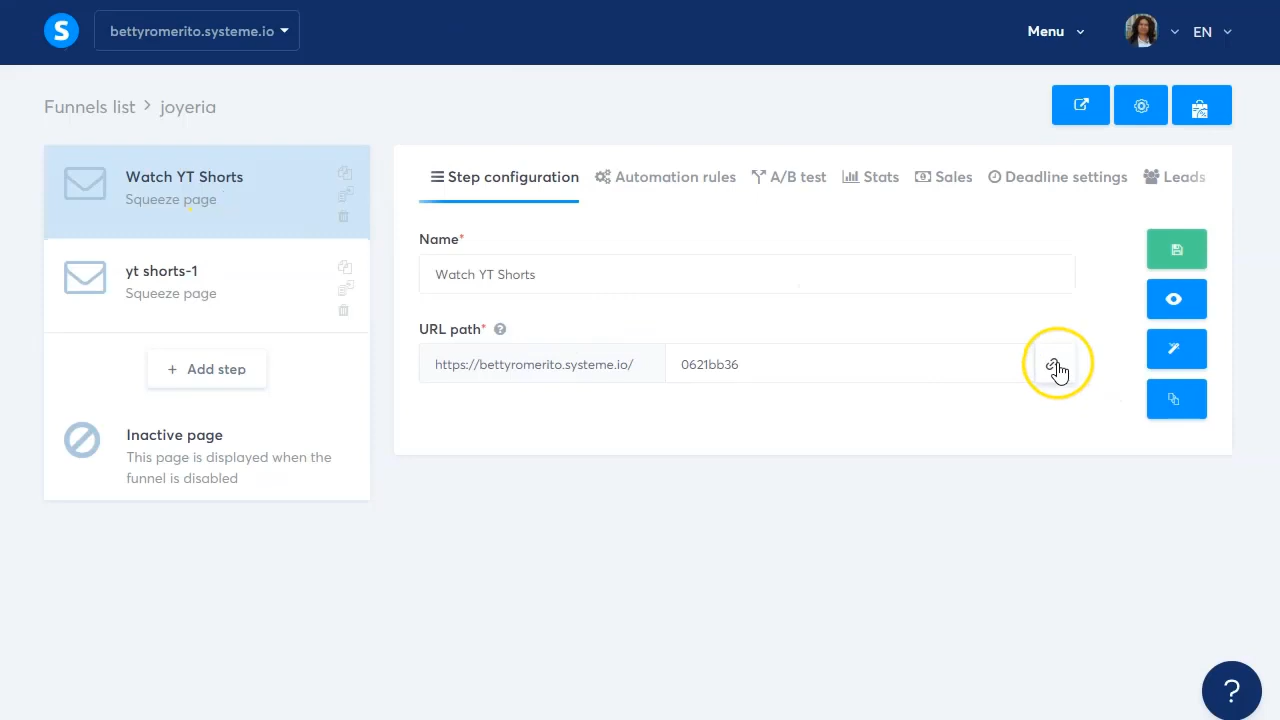 S
bettyromerito.systeme.io
Menu
EN
Funnels list > joyeria
Watch YT Shorts
Squeeze page
yt shorts-1
Squeeze page
+ Add step
Inactive page
This page is displayed when the
funnel is disabled
Step configuration
Automation rules
A/B test
Stats
Sales
Deadline settings
Leads
Name*
Watch YT Shorts
URL path* ?
https://bettyromerito.systeme.io/
0621bb36
?